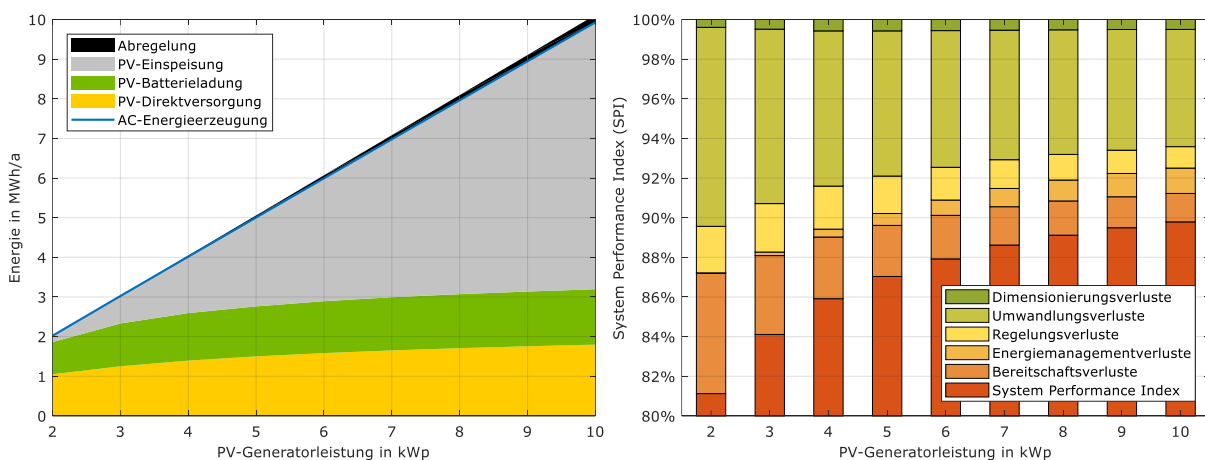 10
9
8
7
6
5
4
3
2
1
0
Energie in MWh/a
Abregelung
PV-Einspeisung
PV-Batterieladung
PV-Direktversorgung
AC-Energieerzeugung
2 3 4 5 6 7 8 9 10
PV-Generatorleistung in kWp
100%
98%
96%
94%
92%
90%
88%
86%
84%
82%
80%
System Performance Index (SPI)
Dimensionierungsverluste
Umwandlungsverluste
Regelungsverluste
Energiemanagementverluste
Bereitschaftsverluste
System Performance Index
2 3 4 5 6 7 8 9 10
PV-Generatorleistung in kWp